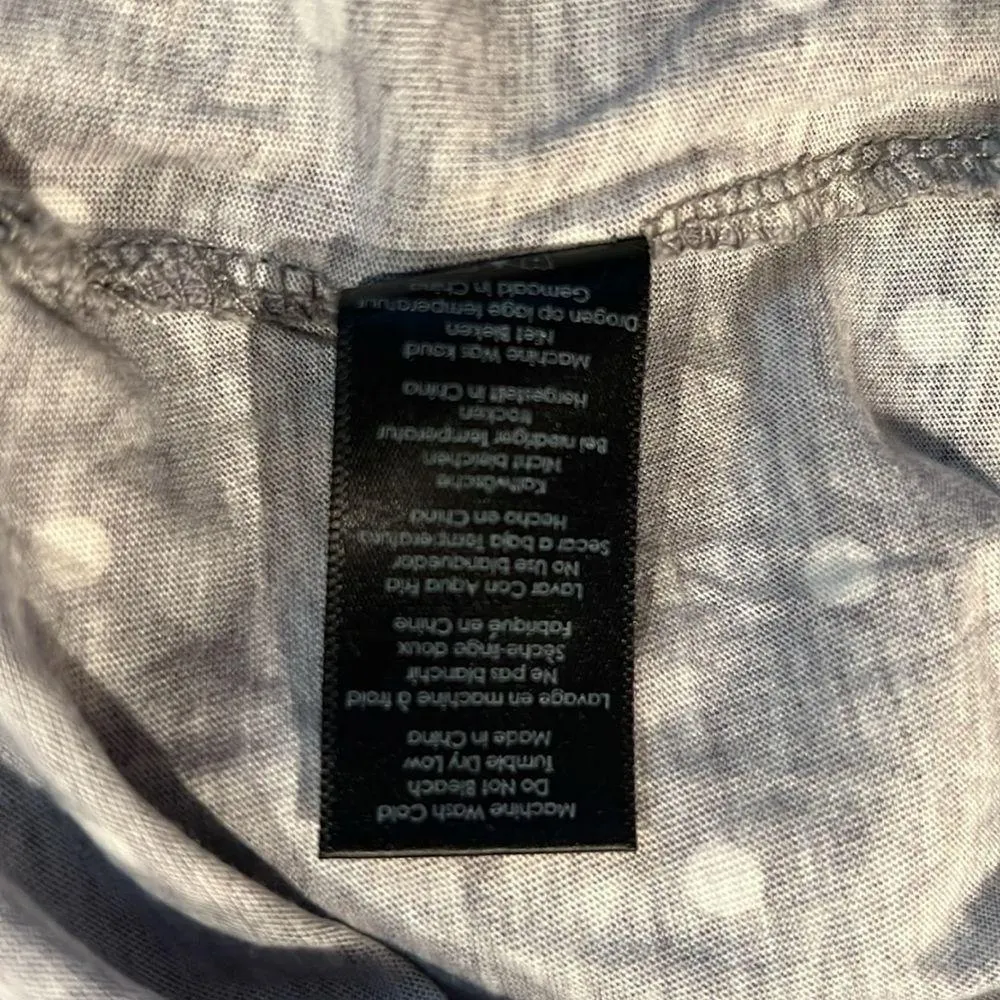 Machine Wash Cold
Do Not Bleach
Tumble Dry Low
Made in China
Lavage en machine à froid
Ne pas blanchir
Sèche-linge doux
Fabriqué en Chine
Lavar Con Agua Fria
No Use Blanqueador
Secar a baja Temperatura
Hecho en China
Kaltwäsche
Nicht bleichen
Bei niedriger Temperatur
trocken
Hergestellt in China
Machine Was koud
Niet Bleken
Drogen op lage temperatuur
Gemaakt in China